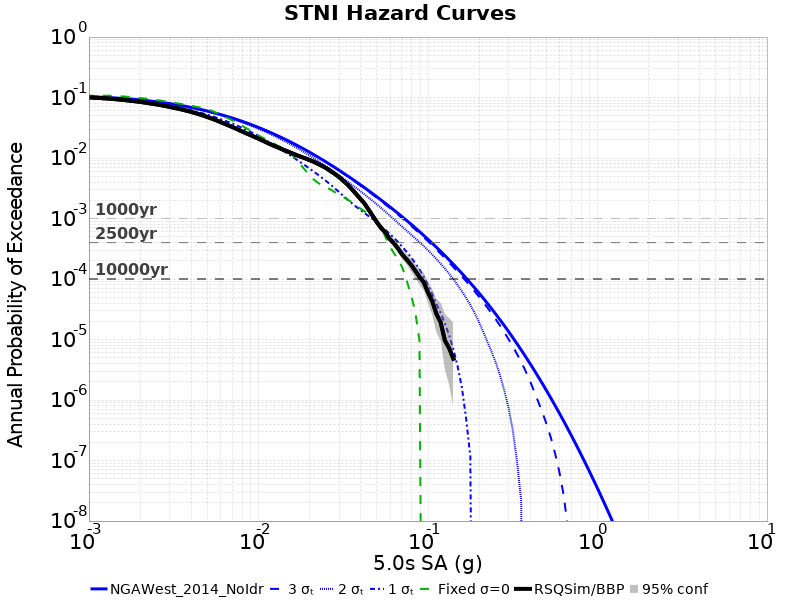 STNI Hazard Curves
Annual Probability of Exceedance
10^0
10^-1
10^-2
10^-3
10^-4
10^-5
10^-6
10^-7
10^-8
1000yr
2500yr
10000yr
10^-3 10^-2 10^-1 10^0 10^1
5.0s SA (g)
NGAWest_2014_NoIdr 3 σₜ 2 σₜ 1 σₜ Fixed σ=0 RSQSim/BBP 95% conf